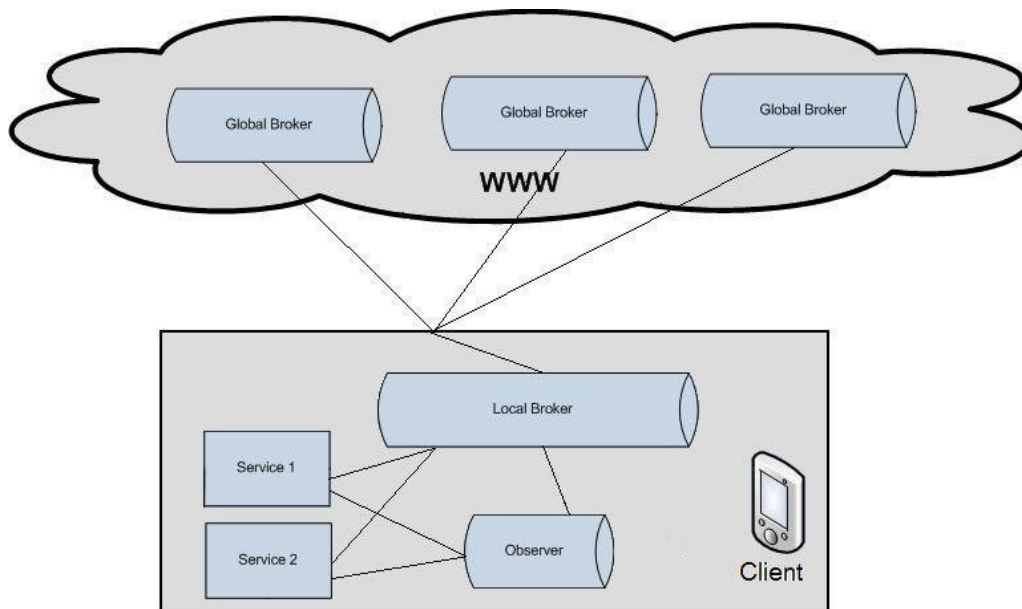 Global Broker
Global Broker
Global Broker
WWW
Local Broker
Service 1
Service 2
Observer
Client